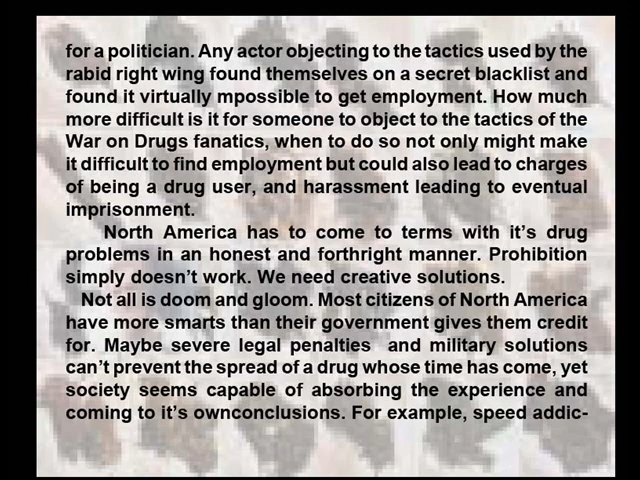 for a politician. Any actor objecting to the tactics used by the
rabid right wing found themselves on a secret blacklist and
found it virtually mpossible to get employment. How much
more difficult is it for someone to object to the tactics of the
War on Drugs fanatics, when to do so not only might make
it difficult to find employment but could also lead to charges
of being a drug user, and harassment leading to eventual
imprisonment.
North America has to come to terms with it's drug
problems in an honest and forthright manner. Prohibition
simply doesn't work. We need creative solutions.
Not all is doom and gloom. Most citizens of North America
have more smarts than their government gives them credit
for. Maybe severe legal penalties and military solutions
can't prevent the spread of a drug whose time has come, yet
society seems capable of absorbing the experience and
coming to it's ownconclusions. For example, speed addic-